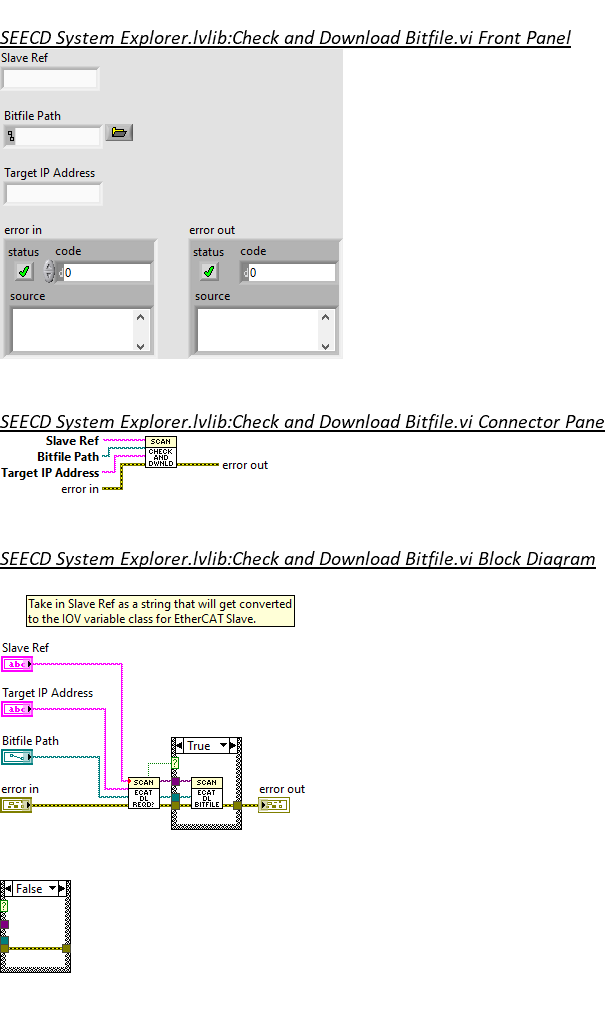 SEECD System Explorer.lvlib:Check and Download Bitfile.vi Front Panel
Slave Ref
Bitfile Path
Target IP Address
error in
error out
status code
status code
0
0
source
source
SEECD System Explorer.lvlib:Check and Download Bitfile.vi Connector Pane
Slave Ref
Bitfile Path
Target IP Address
error in
SCAN
CHECK
AND
DWNLD
error out
SEECD System Explorer.lvlib:Check and Download Bitfile.vi Block Diagram
Take in Slave Ref as a string that will get converted
to the IOV variable class for EtherCAT Slave.
Slave Ref
abc
Target IP Address
abc
Bitfile Path
error in
True
?
SCAN
ECAT
DL
REQD?
SCAN
ECAT
DL
BITFILE
error out
False
?